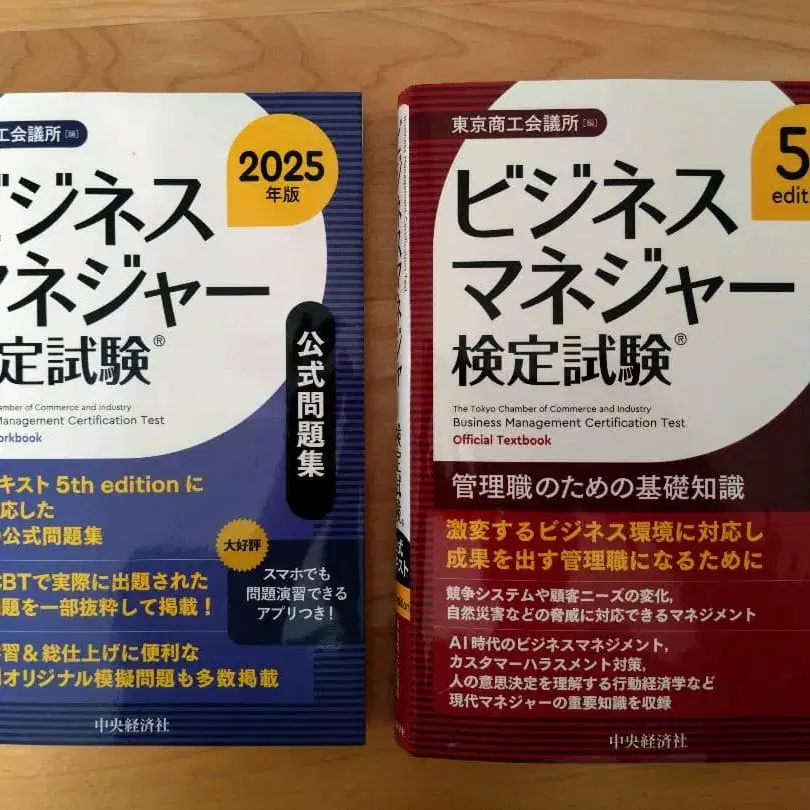 工会議所[編]
2025
年版
ビジネス
マネジャー
定試験®
amber of Commerce and Industry
Management Certification Test
orkbook
公式問題集
キスト 5th edition に
応した
公式問題集
CBTで実際に出題された
題を一部抜粋して掲載！
習&総仕上げに便利な
オリジナル模擬問題も多数掲載
大好評
スマホでも
問題演習できる
アプリつき！
中央経済社
東京商工会議所[編]
5
edit
ビジネス
マネジャー
検定試験®
The Tokyo Chamber of Commerce and Industry
Business Management Certification Test
Official Textbook
管理職のための基礎知識
激変するビジネス環境に対応し
成果を出す管理職になるために
競争システムや顧客ニーズの変化,
自然災害などの脅威に対応できるマネジメント
AI時代のビジネスマネジメント,
カスタマーハラスメント対策,
人の意思決定を理解する行動経済学など
現代マネジャーの重要知識を収録
中央経済社